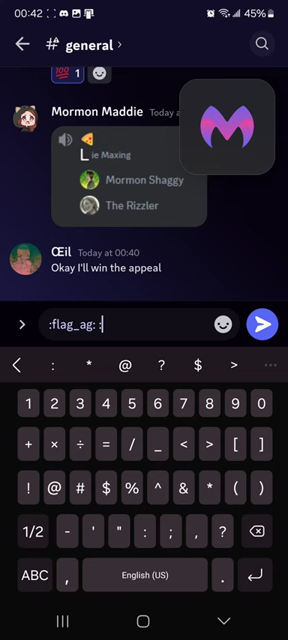 00:42 45%
# general >
100 1
Mormon Maddie Today a
Lie Maxing
Mormon Shaggy
The Rizzler
Œil Today at 00:40
Okay I'll win the appeal
:flag_ag: :
: * @ ? $ > ...
1 2 3 4 5 6 7 8 9 0
+ × ÷ = / _ < > [ ]
! @ # $ % ^ & * ( )
1/2 - ' " : ; , ?
ABC , English (US) .